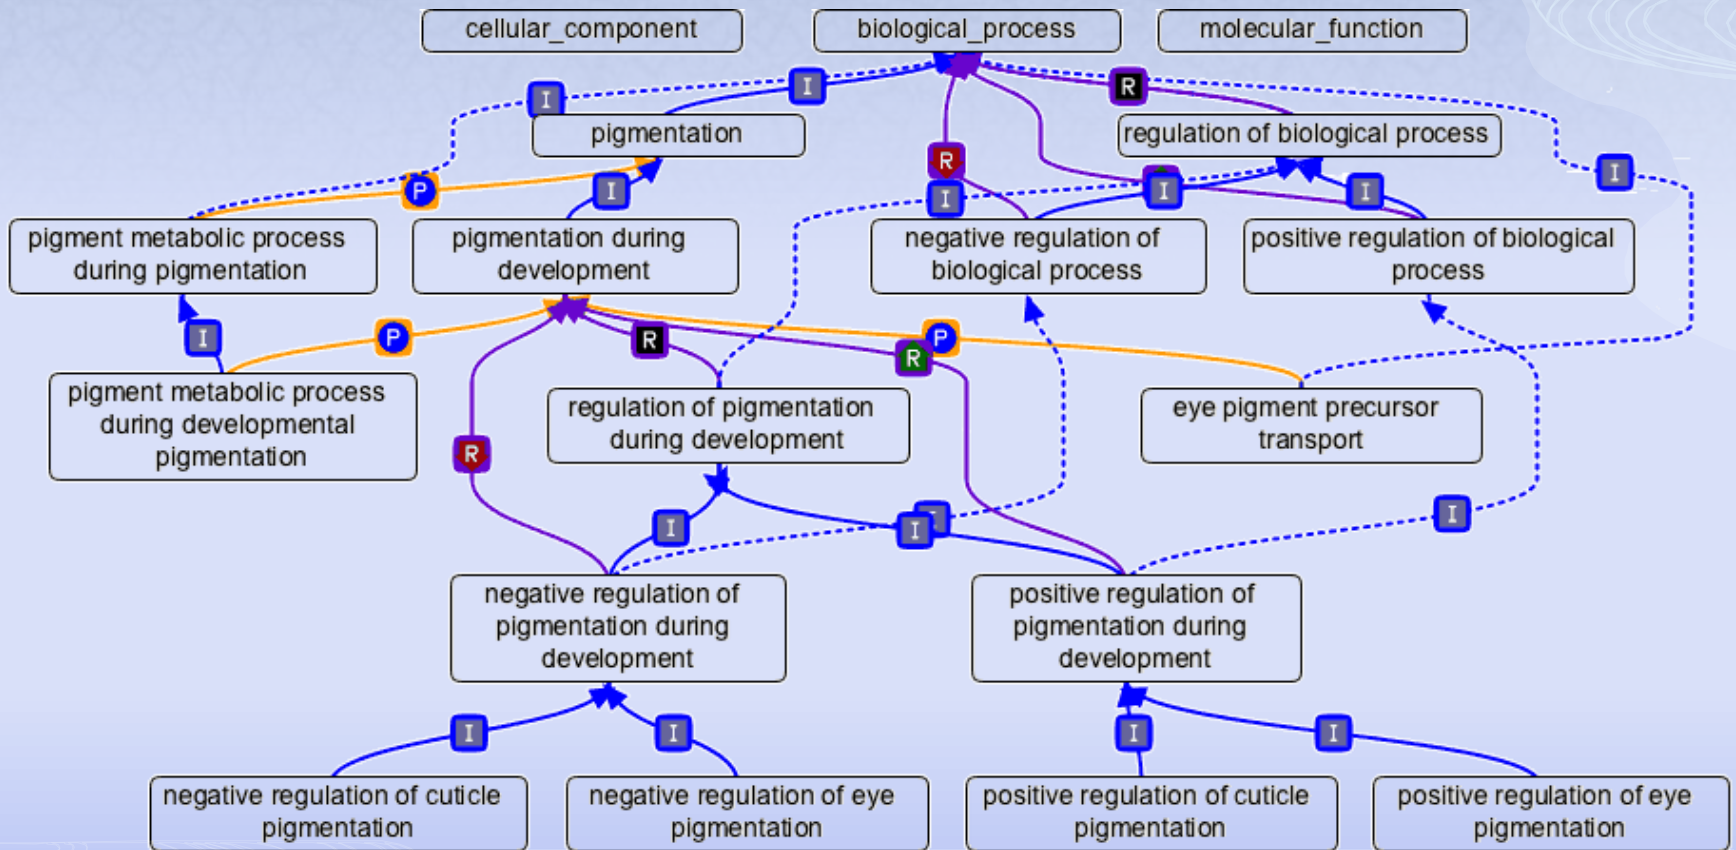 cellular_component
biological_process
molecular_function
I
I
R
pigmentation
regulation of biological process
R
P
I
I
I
I
I
pigment metabolic process
during pigmentation
pigmentation during
development
negative regulation of
biological process
positive regulation of biological
process
I
P
R
R
P
pigment metabolic process
during developmental
pigmentation
regulation of pigmentation
during development
eye pigment precursor
transport
R
I
I
I
negative regulation of
pigmentation during
development
positive regulation of
pigmentation during
development
I
I
I
I
negative regulation of cuticle
pigmentation
negative regulation of eye
pigmentation
positive regulation of cuticle
pigmentation
positive regulation of eye
pigmentation